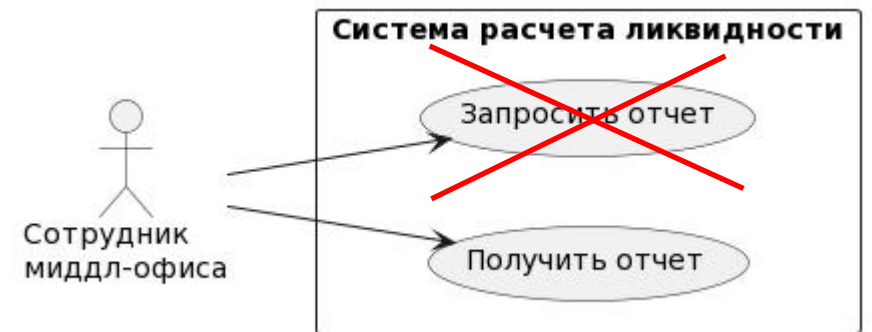 Система расчета ликвидности
Запросить отчет
Сотрудник
миддл-офиса
Получить отчет